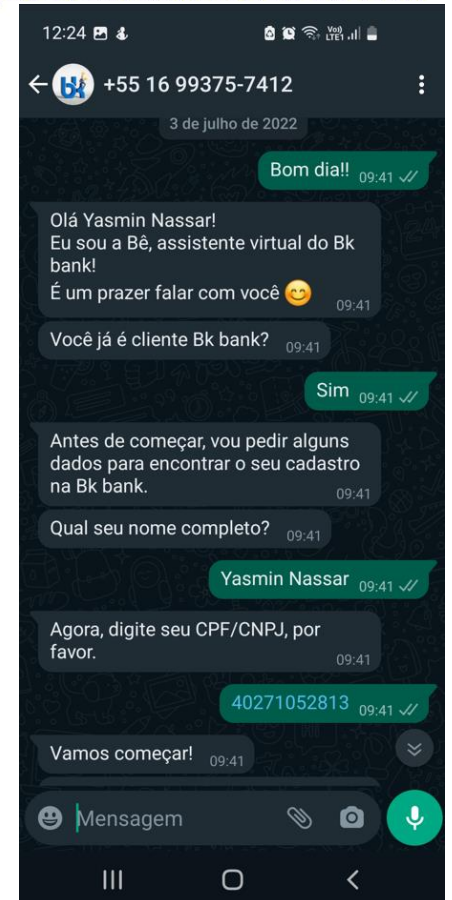 12:24
Vo))
LTE1
bk
+55 16 99375-7412
3 de julho de 2022
Bom dia!! 09:41
Olá Yasmin Nassar!
Eu sou a Bê, assistente virtual do Bk
bank!
É um prazer falar com você 😊 09:41
Você já é cliente Bk bank? 09:41
Sim 09:41
Antes de começar, vou pedir alguns
dados para encontrar o seu cadastro
na Bk bank. 09:41
Qual seu nome completo? 09:41
Yasmin Nassar 09:41
Agora, digite seu CPF/CNPJ, por
favor. 09:41
40271052813 09:41
Vamos começar! 09:41
Mensagem